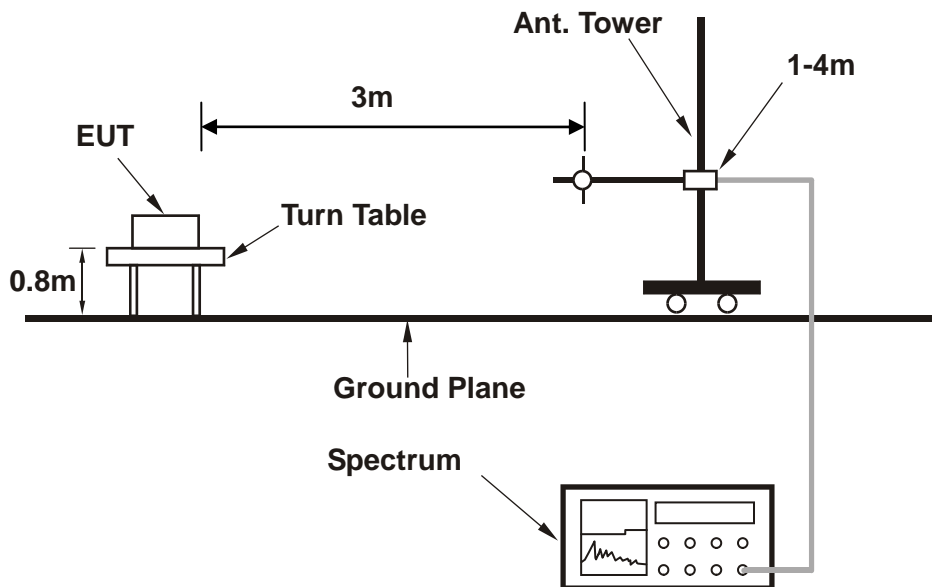 Ant. Tower
1-4m
3m
EUT
Turn Table
0.8m
Ground Plane
Spectrum